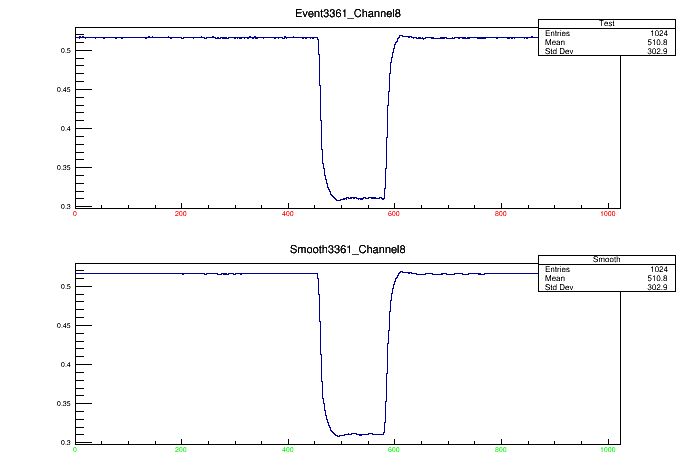 Event3361_Channel8
Test
Entries 1024
Mean 510.8
Std Dev 302.9
0.5
0.45
0.4
0.35
0.3
0 200 400 600 800 1000
Smooth3361_Channel8
Smooth
Entries 1024
Mean 510.8
Std Dev 302.9
0.5
0.45
0.4
0.35
0.3
0 200 400 600 800 1000